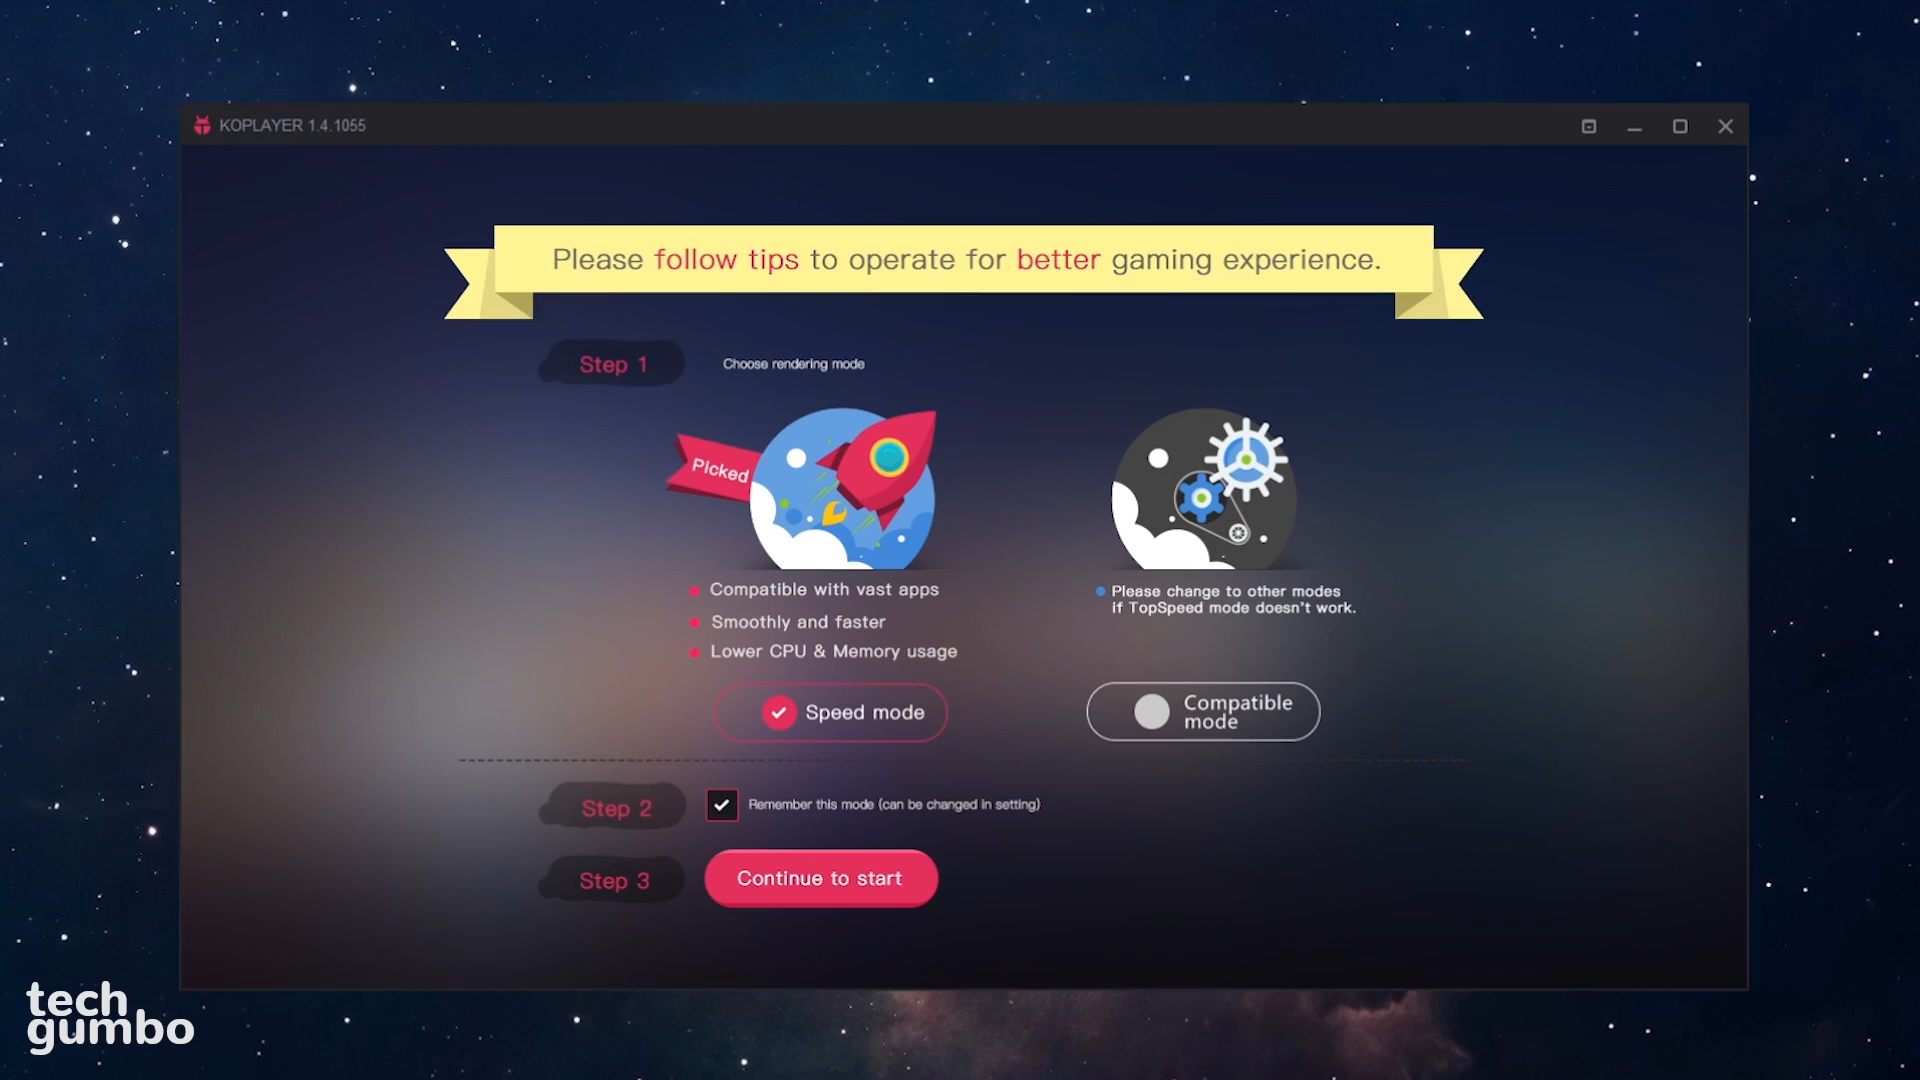 KOPLAYER 1.4.1055
Please follow tips to operate for better gaming experience.
Step 1
Choose rendering mode
Picked
Compatible with vast apps
Smoothly and faster
Lower CPU & Memory usage
Speed mode
Please change to other modes
if TopSpeed mode doesn't work.
Compatible
mode
Step 2
Remember this mode (can be changed in setting)
Step 3
Continue to start
tech
gumbo